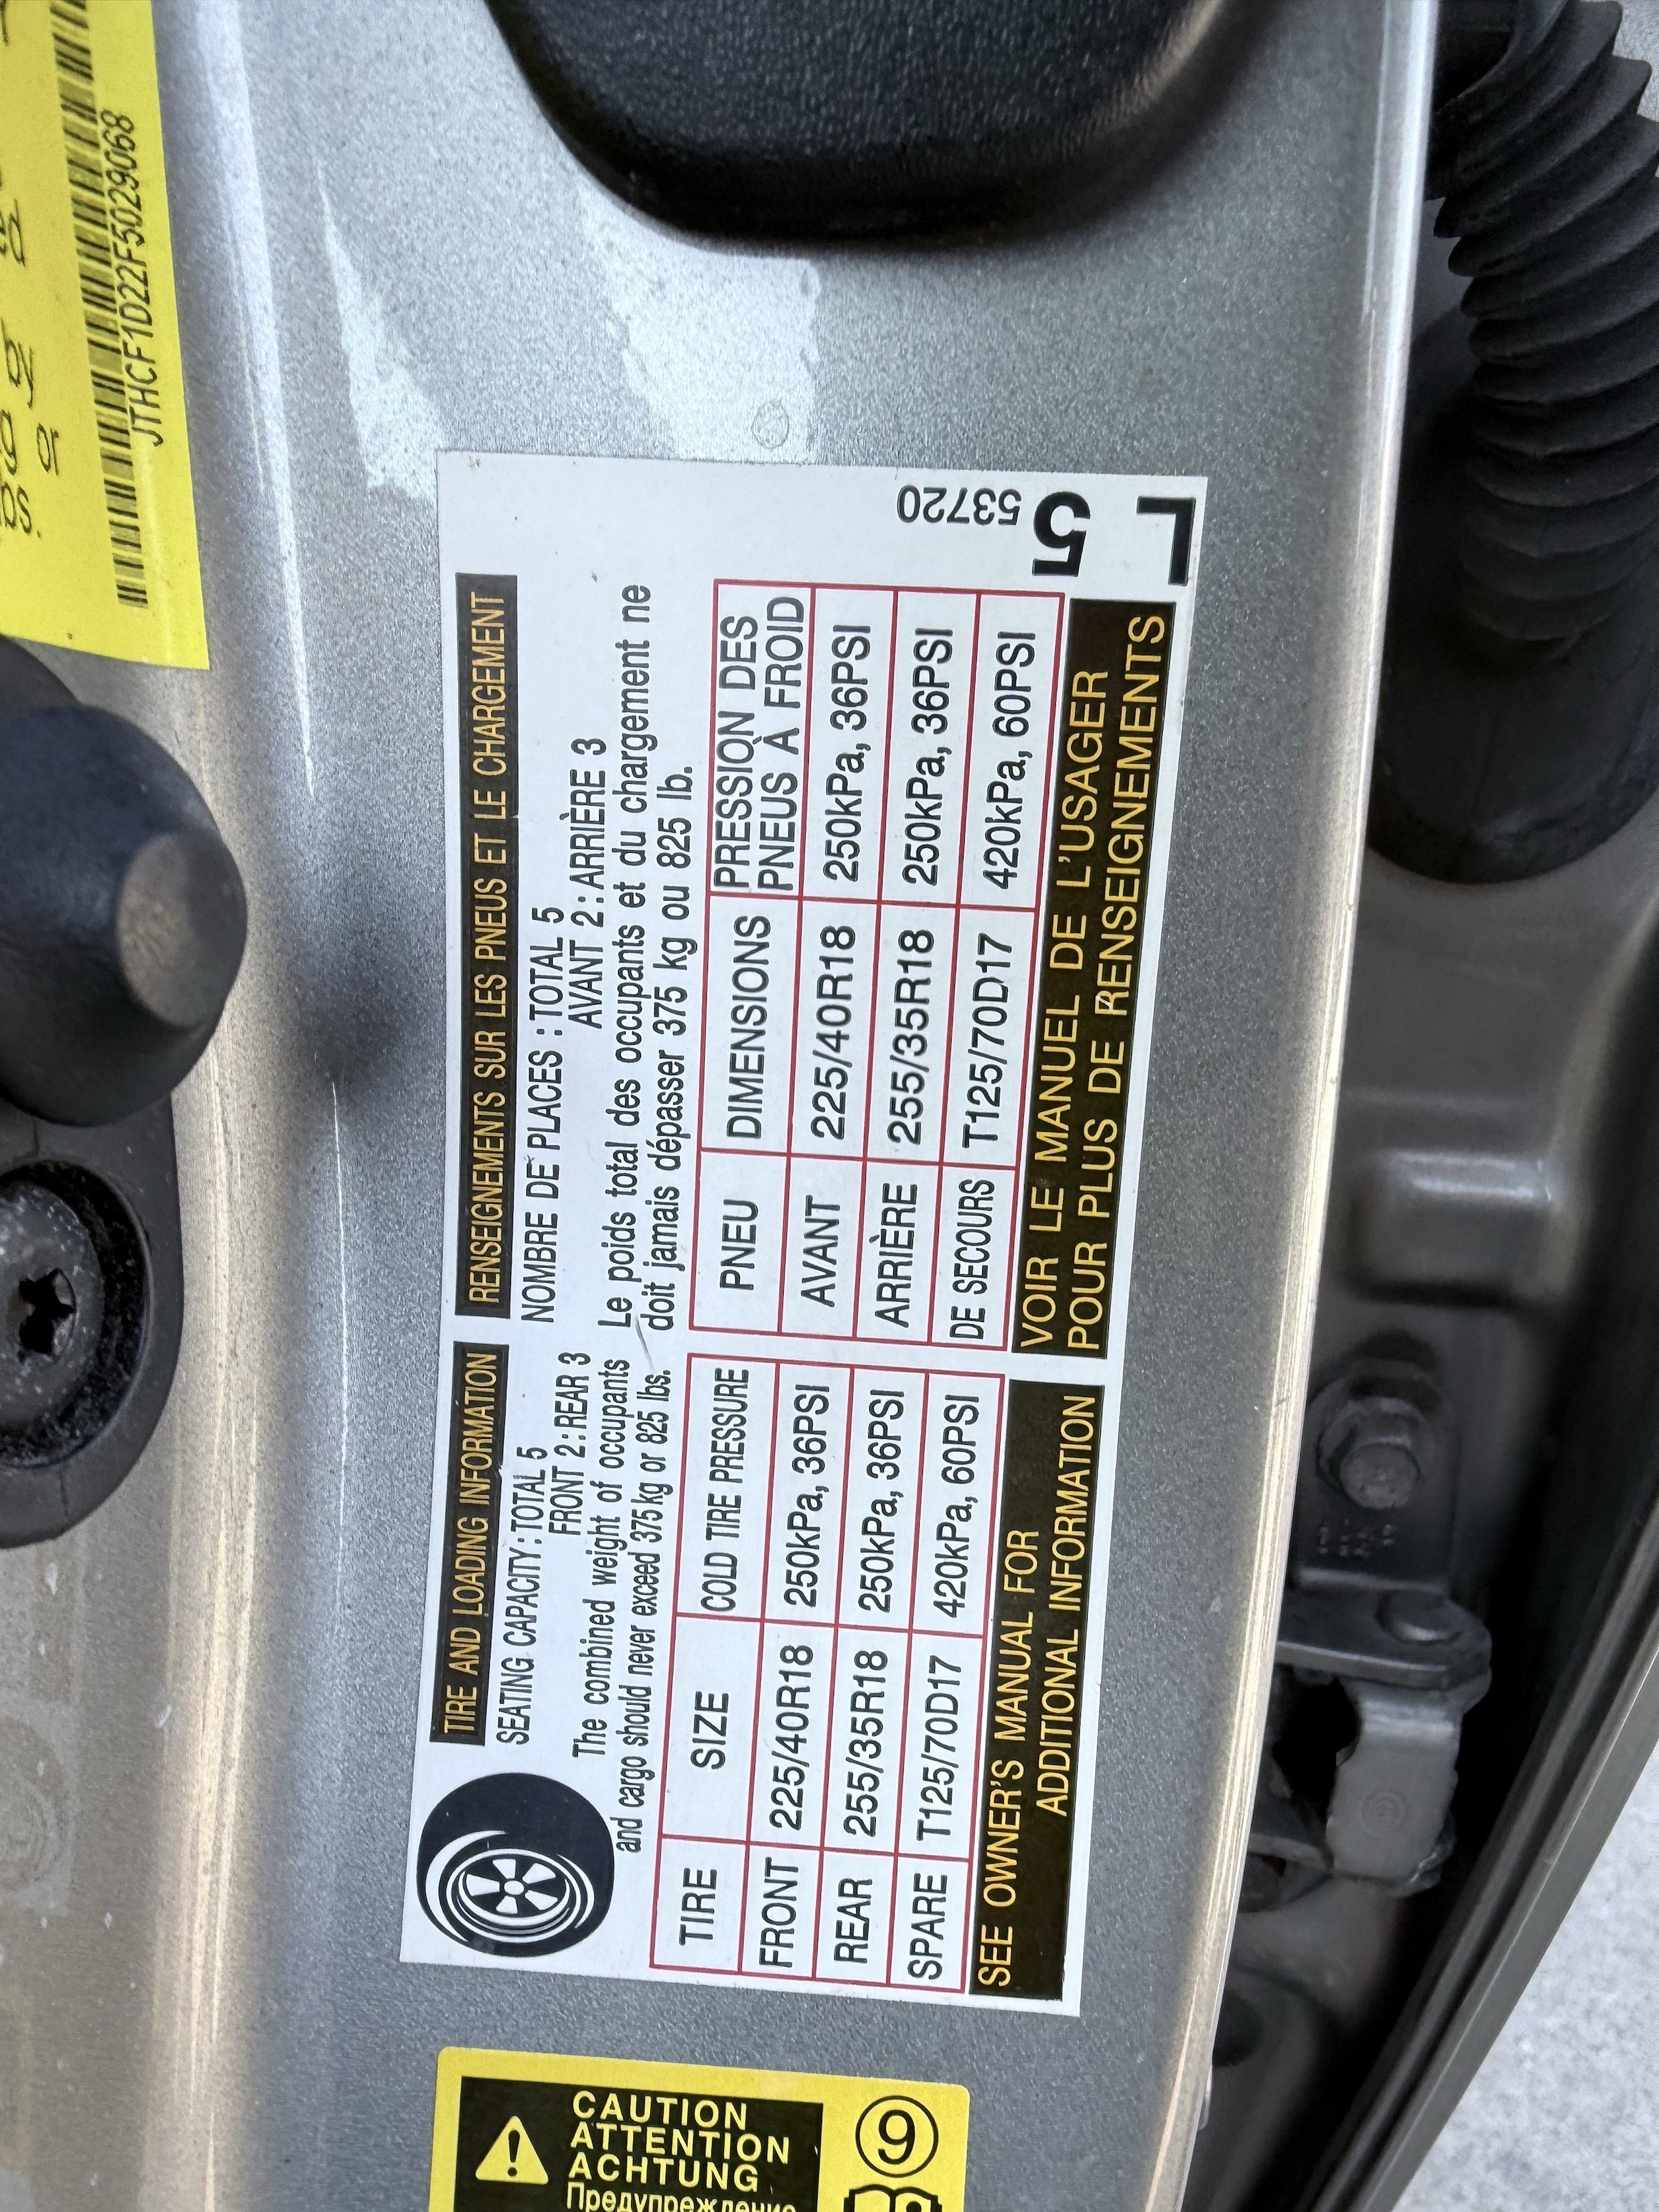 JTHCF1D22F5029068
TIRE AND LOADING INFORMATION
SEATING CAPACITY : TOTAL 5
FRONT 2 : REAR 3
The combined weight of occupants
and cargo should never exceed 375 kg or 825 lbs.
TIRE SIZE COLD TIRE PRESSURE
FRONT 225/40R18 250kPa, 36PSI
REAR 255/35R18 250kPa, 36PSI
SPARE T125/70D17 420kPa, 60PSI
SEE OWNER'S MANUAL FOR
ADDITIONAL INFORMATION
RENSEIGNEMENTS SUR LES PNEUS ET LE CHARGEMENT
NOMBRE DE PLACES : TOTAL 5
AVANT 2 : ARRIÈRE 3
Le poids total des occupants et du chargement ne
doit jamais dépasser 375 kg ou 825 lb.
PNEU DIMENSIONS PRESSION DES
PNEUS À FROID
AVANT 225/40R18 250kPa, 36PSI
ARRIÈRE 255/35R18 250kPa, 36PSI
DE SECOURS T125/70D17 420kPa, 60PSI
VOIR LE MANUEL DE L'USAGER
POUR PLUS DE RENSEIGNEMENTS
53720
L5
CAUTION
ATTENTION
ACHTUNG
Предупреждение
9